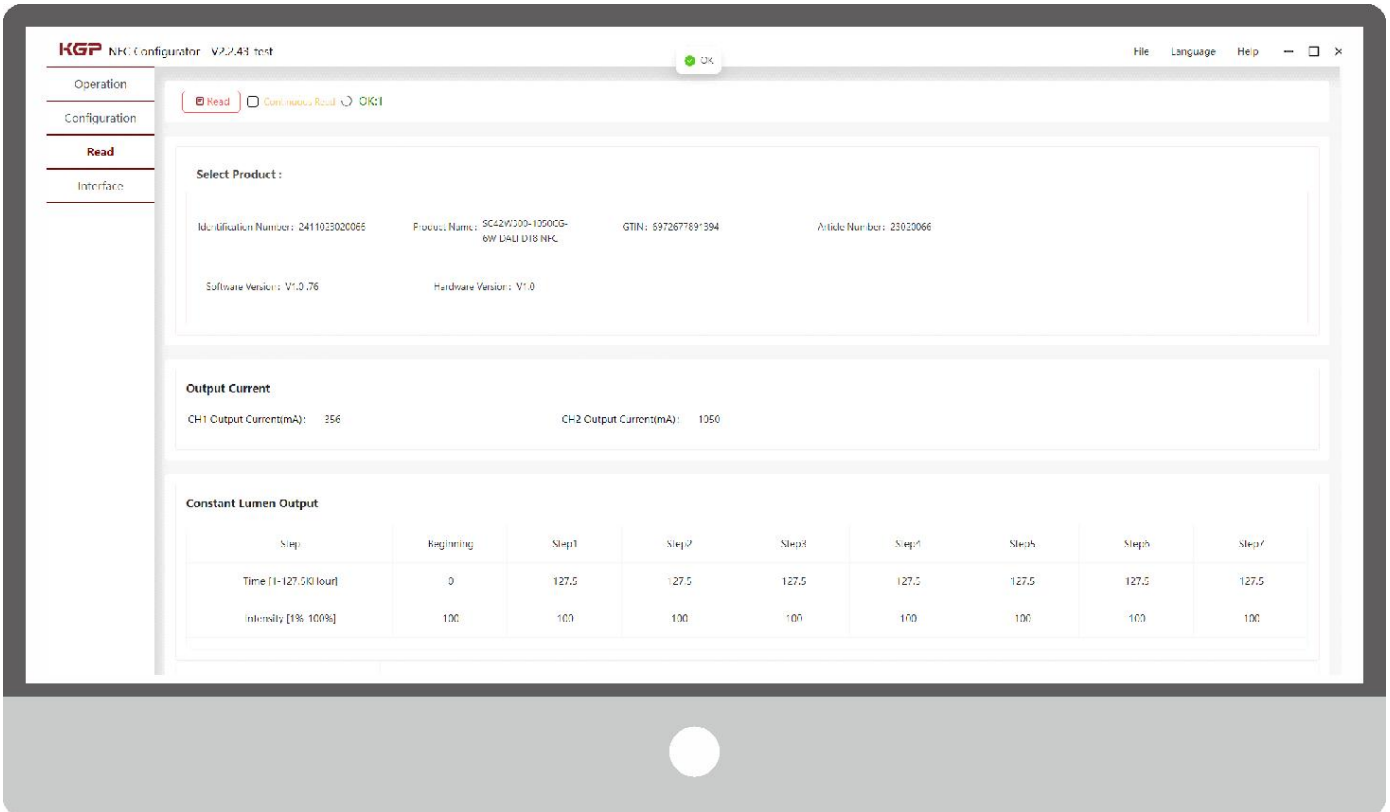 KGP NFC Configurator V2.2.43 test
File Language Help
OK
Operation
Configuration
Read
Interface
Read Continuous Read OK:1
Select Product :
Identification Number: 2411023020066
Product Name: SC42W300-1050CG-
6W DALI DT8 NFC
GTIN: 6972677891394
Article Number: 23020066
Software Version: V1.0.76
Hardware Version: V1.0
Output Current
CH1 Output Current(mA): 356
CH2 Output Current(mA): 1050
Constant Lumen Output
Step Beginning Step1 Step2 Step3 Step4 Step5 Step6 Step7
Time [1-127.5KHour] 0 127.5 127.5 127.5 127.5 127.5 127.5 127.5
Intensity [1%-100%] 100 100 100 100 100 100 100 100